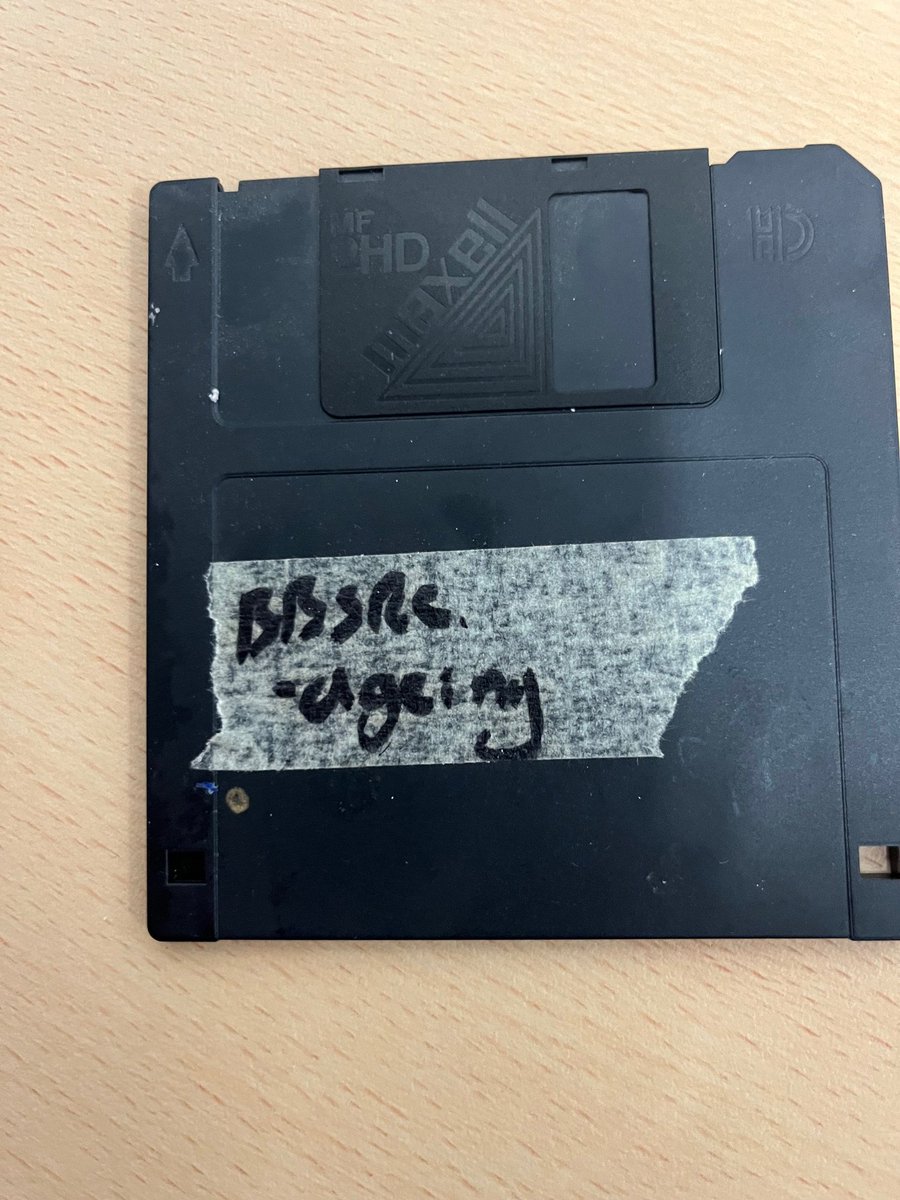 MF
2HD
maxell
HD
BBSRC.
-ageing